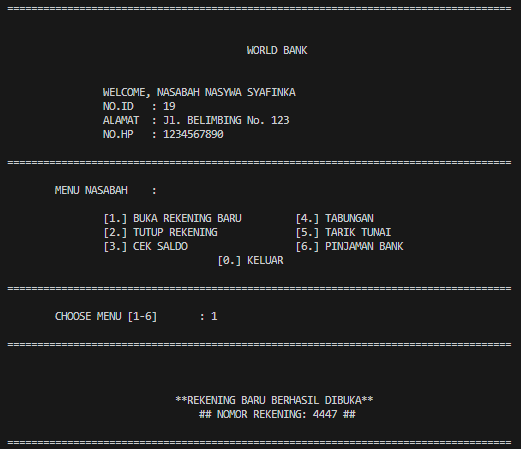 ====================================================================================
WORLD BANK
WELCOME, NASABAH NASYWA SYAFINKA
NO.ID : 19
ALAMAT : Jl. BELIMBING No. 123
NO.HP : 1234567890
====================================================================================
MENU NASABAH :
[1.] BUKA REKENING BARU [4.] TABUNGAN
[2.] TUTUP REKENING [5.] TARIK TUNAI
[3.] CEK SALDO [6.] PINJAMAN BANK
[0.] KELUAR
====================================================================================
CHOOSE MENU [1-6] : 1
====================================================================================
**REKENING BARU BERHASIL DIBUKA**
## NOMOR REKENING: 4447 ##
====================================================================================